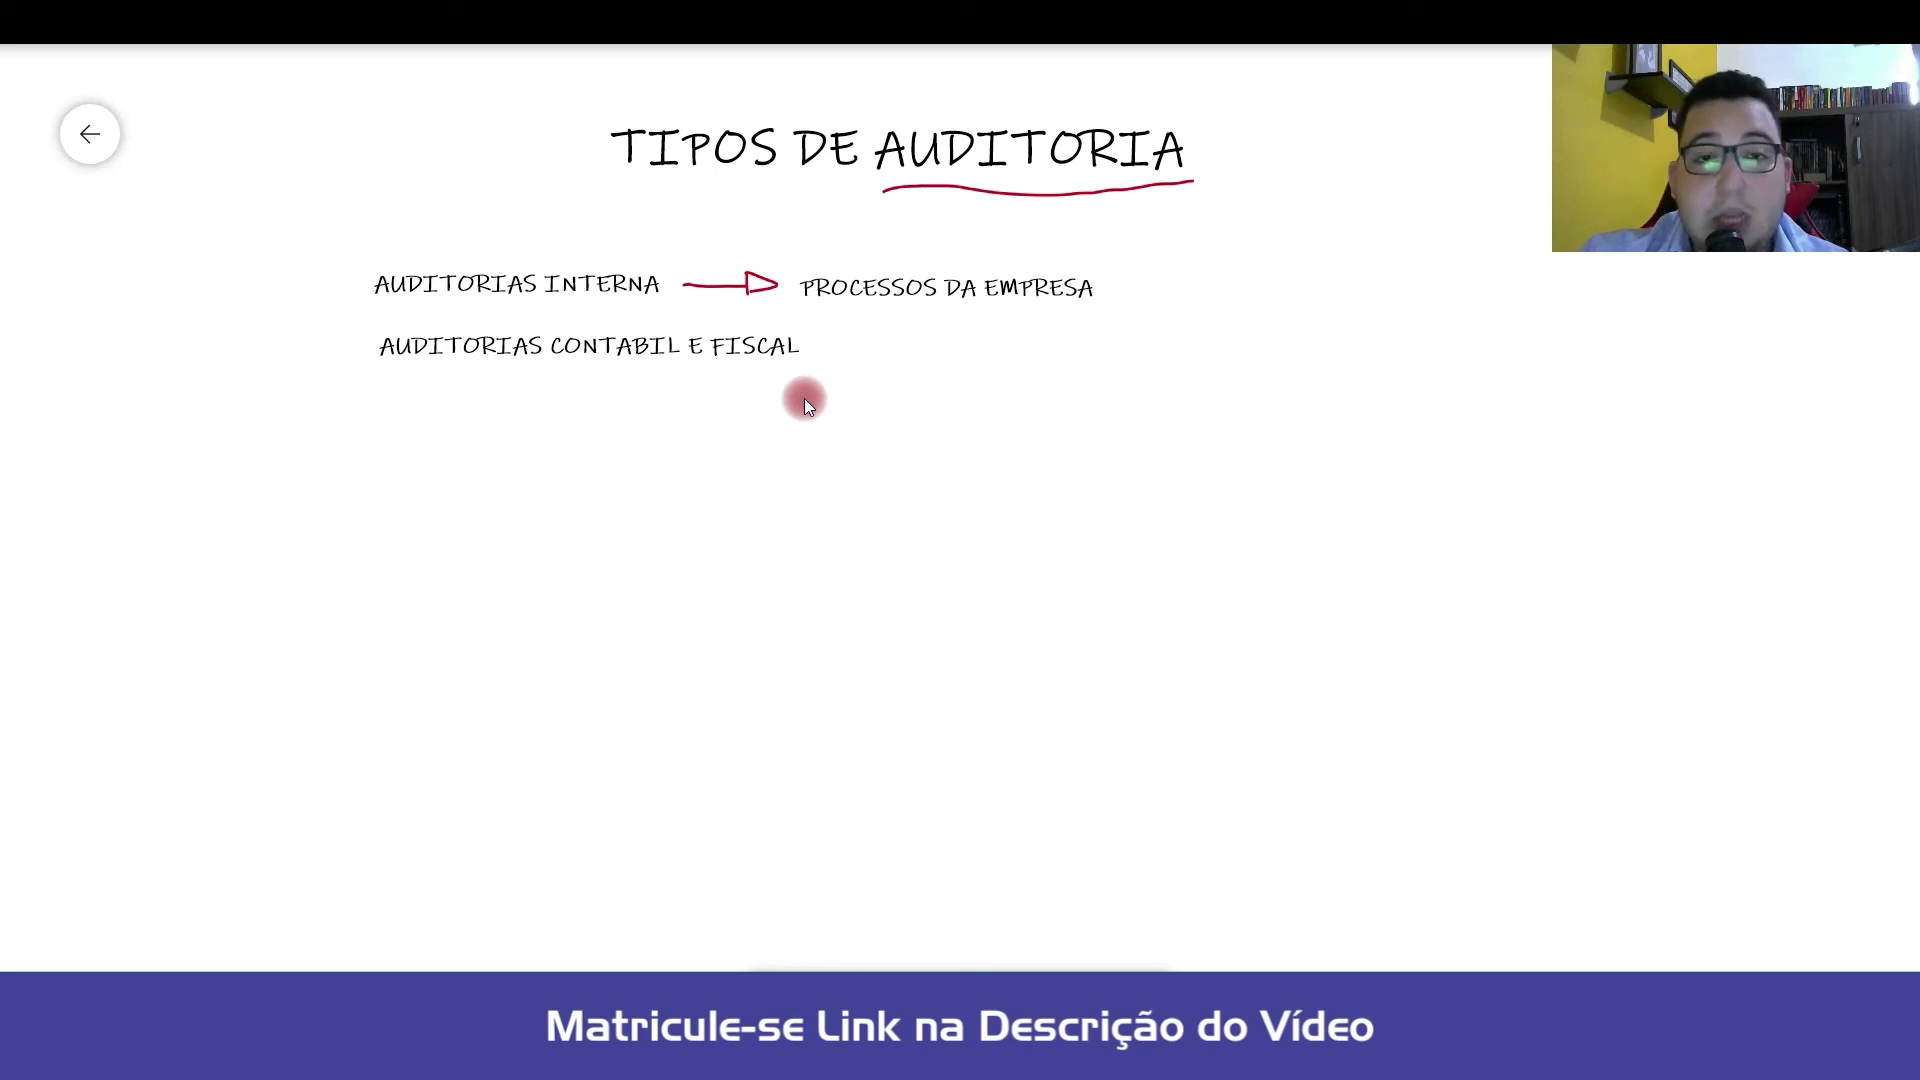 TIPOS DE AUDITORIA
AUDITORIAS INTERNA PROCESSOS DA EMPRESA
AUDITORIAS CONTABIL E FISCAL
Matricule-se Link na Descrição do Vídeo